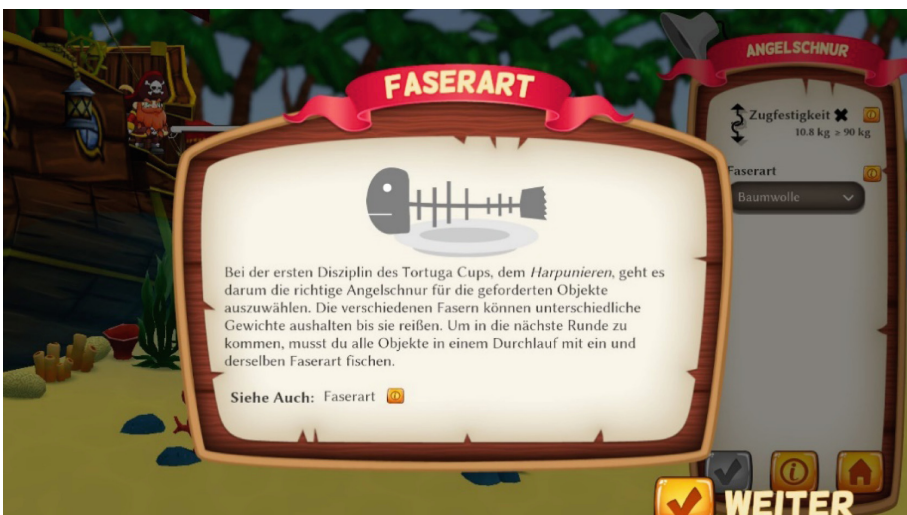 FASERART
Bei der ersten Disziplin des Tortuga Cups, dem Harpunieren, geht es
darum die richtige Angelschnur für die geforderten Objekte
auszuwählen. Die verschiedenen Fasern können unterschiedliche
Gewichte aushalten bis sie reißen. Um in die nächste Runde zu
kommen, musst du alle Objekte in einem Durchlauf mit ein und
derselben Faserart fischen.
Siehe Auch: Faserart
ANGELSCHNUR
Zugfestigkeit
10.8 kg ≥ 90 kg
Faserart
Baumwolle
WEITER